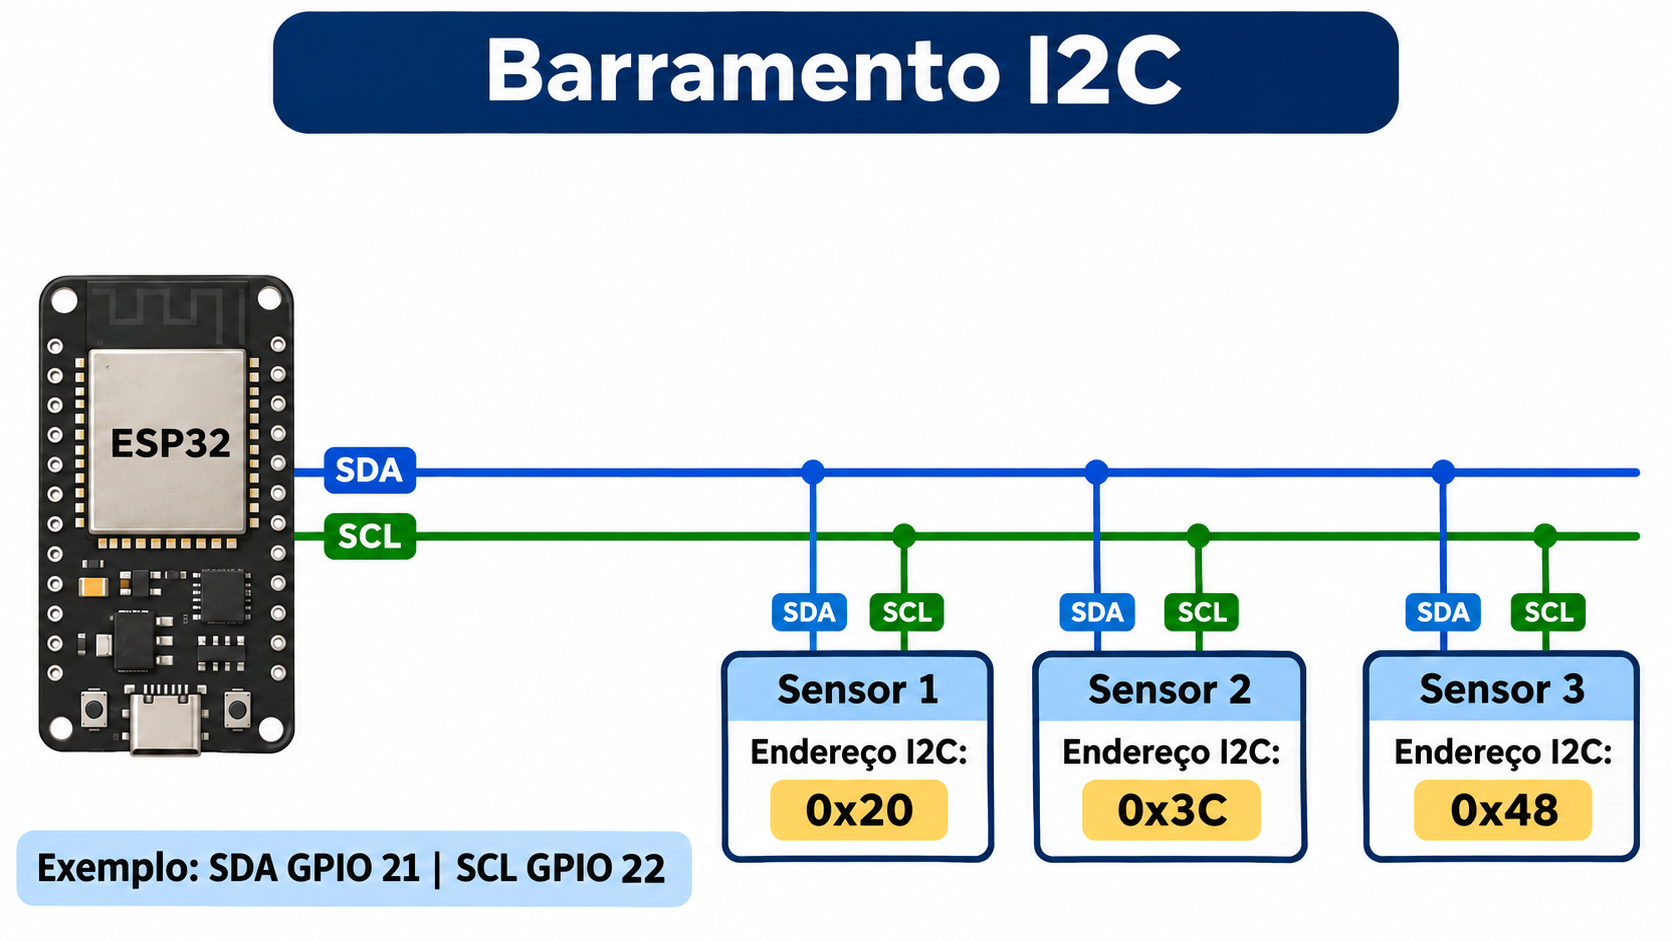 Barramento I2C
ESP32
SDA
SCL
SDA
SCL
SDA
SCL
SDA
SCL
Sensor 1
Endereço I2C:
0x20
Sensor 2
Endereço I2C:
0x3C
Sensor 3
Endereço I2C:
0x48
Exemplo: SDA GPIO 21 | SCL GPIO 22